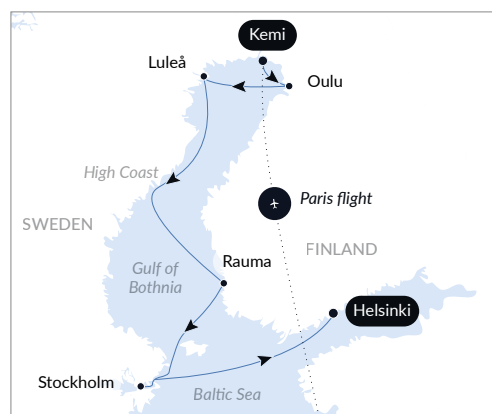 Kemi
Luleå
Oulu
High Coast
Paris flight
SWEDEN
FINLAND
Rauma
Gulf of
Bothnia
Helsinki
Stockholm
Baltic Sea